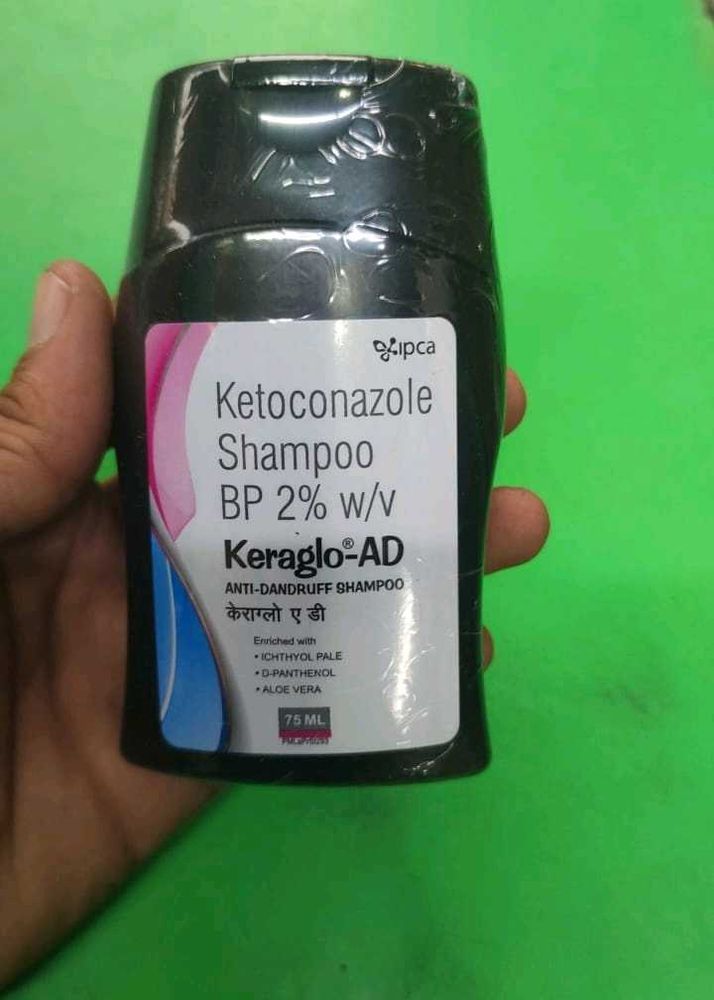 ipca
Ketoconazole
Shampoo
BP 2% w/v
Keraglo®-AD
ANTI-DANDRUFF SHAMPOO
केराग्लो ए डी
Enriched with
• ICHTHYOL PALE
• D-PANTHENOL
• ALOE VERA
75 ML